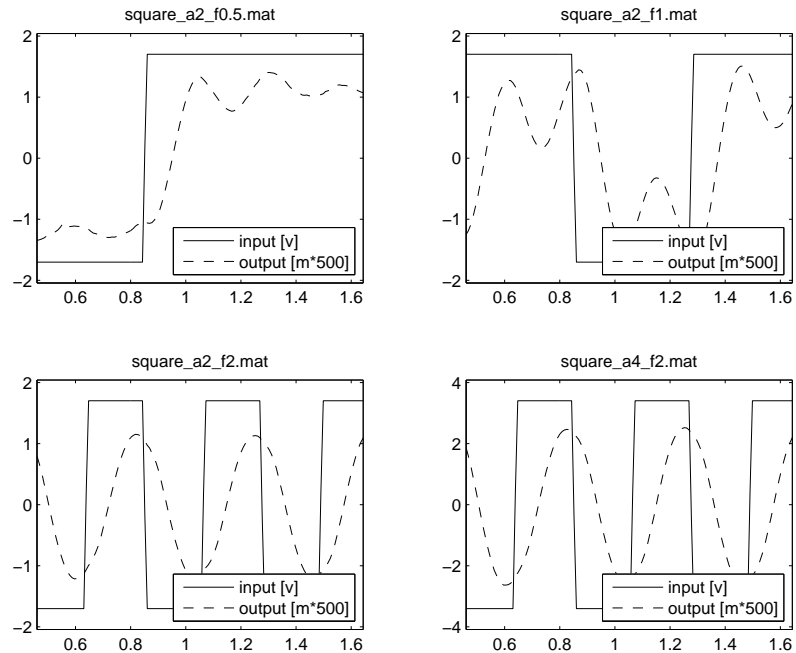 square_a2_f0.5.mat
2
1
0
−1
−2
0.6 0.8 1 1.2 1.4 1.6
input [v]
output [m*500]
square_a2_f1.mat
2
1
0
−1
−2
0.6 0.8 1 1.2 1.4 1.6
input [v]
output [m*500]
square_a2_f2.mat
2
1
0
−1
−2
0.6 0.8 1 1.2 1.4 1.6
input [v]
output [m*500]
square_a4_f2.mat
4
2
0
−2
−4
0.6 0.8 1 1.2 1.4 1.6
input [v]
output [m*500]